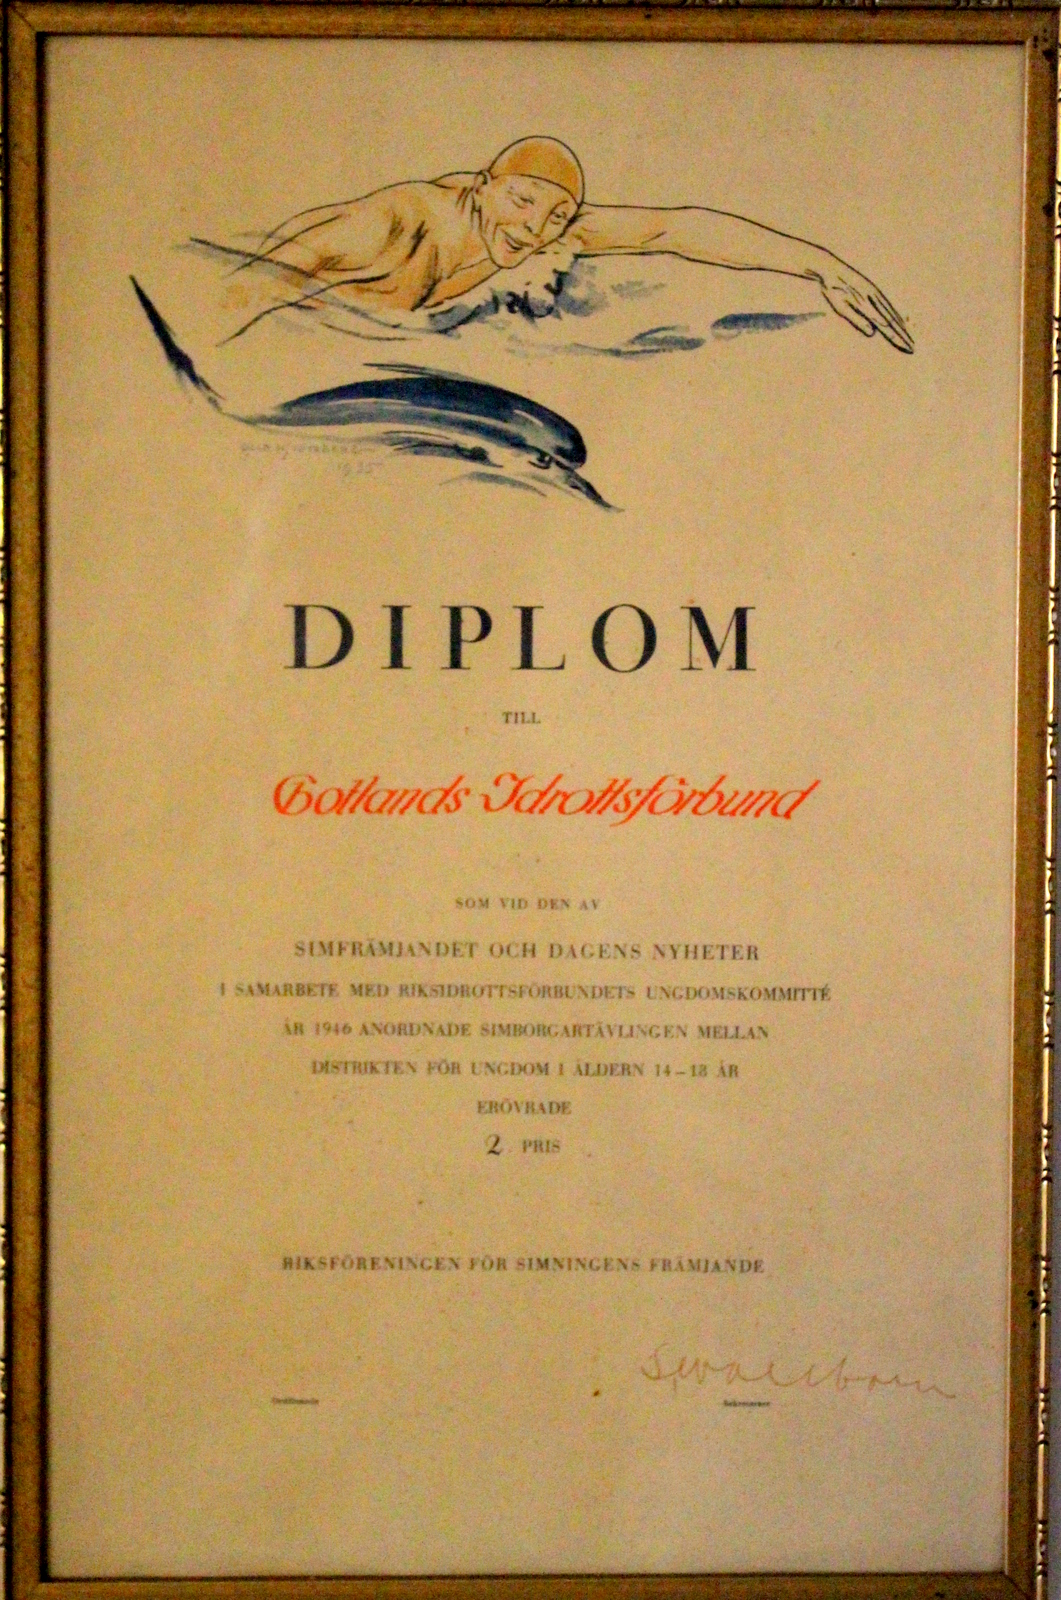 DIPLOM
TILL
Gotlands Idrottsförbund
SOM VID DEN AV
SIMFRÄMJANDET OCH DAGENS NYHETER
I SAMARBETE MED RIKSIDROTTSFÖRBUNDETS UNGDOMSKOMMITTÉ
ÅR 1946 ANORDNADE SIMBORGARTÄVLINGEN MELLAN
DISTRIKTEN FÖR UNGDOM I ÅLDERN 14–18 ÅR
ERÖVRADE
2 PRIS
RIKSFÖRENINGEN FÖR SIMNINGENS FRÄMJANDE